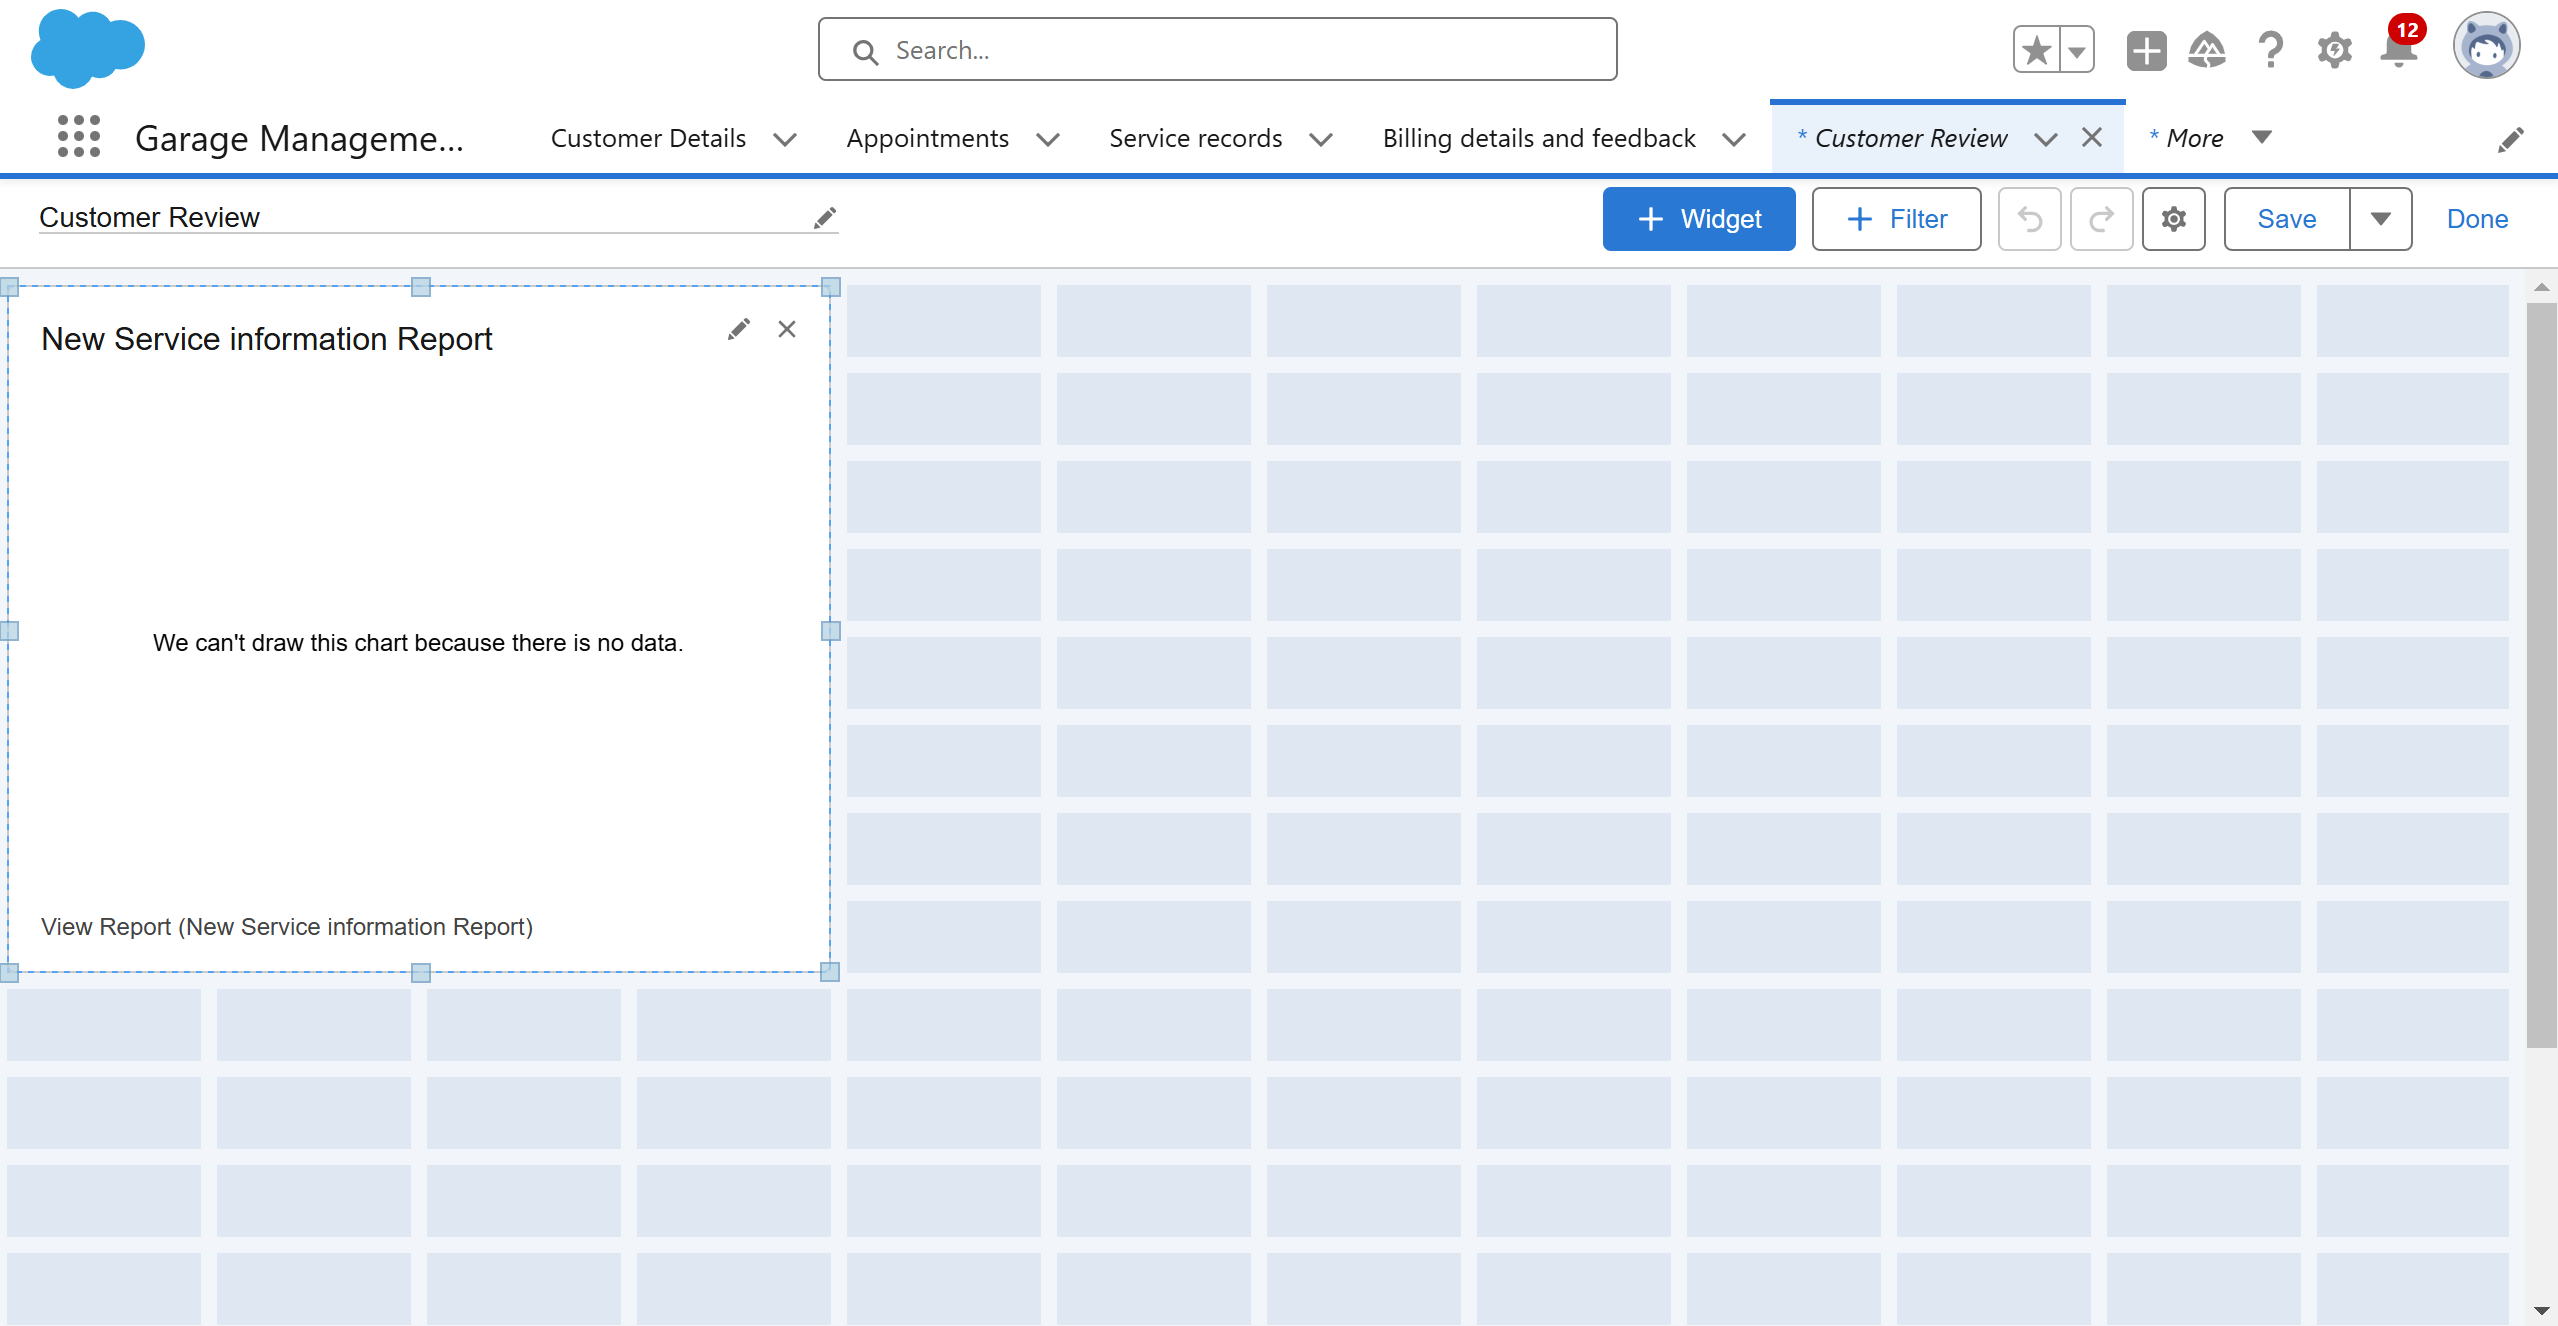 Search...
12
Garage Manageme...
Customer Details
Appointments
Service records
Billing details and feedback
* Customer Review
* More
Customer Review
Widget
Filter
Save
Done
New Service information Report
We can't draw this chart because there is no data.
View Report (New Service information Report)